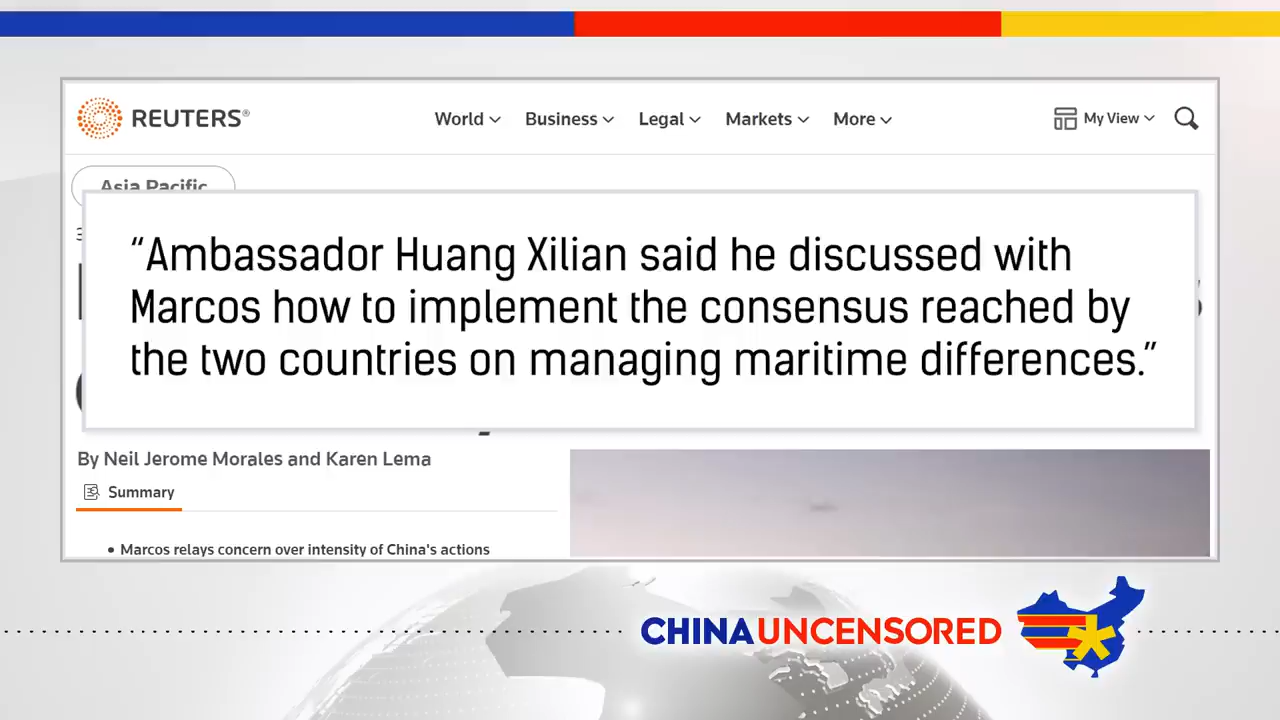 REUTERS®
World Business Legal Markets More
My View
Asia Pacific
“Ambassador Huang Xilian said he discussed with
Marcos how to implement the consensus reached by
the two countries on managing maritime differences.”
By Neil Jerome Morales and Karen Lema
Summary
• Marcos relays concern over intensity of China's actions
CHINA UNCENSORED